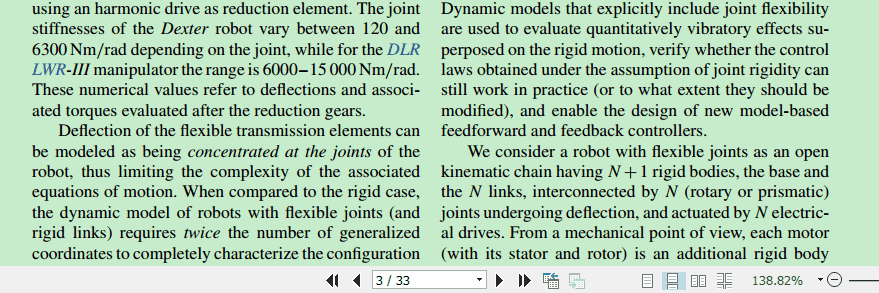 using an harmonic drive as reduction element. The joint
stiffnesses of the Dexter robot vary between 120 and
6300 Nm/rad depending on the joint, while for the DLR
LWR-III manipulator the range is 6000–15 000 Nm/rad.
These numerical values refer to deflections and associ-
ated torques evaluated after the reduction gears.
Deflection of the flexible transmission elements can
be modeled as being concentrated at the joints of the
robot, thus limiting the complexity of the associated
equations of motion. When compared to the rigid case,
the dynamic model of robots with flexible joints (and
rigid links) requires twice the number of generalized
coordinates to completely characterize the configuration
Dynamic models that explicitly include joint flexibility
are used to evaluate quantitatively vibratory effects su-
perposed on the rigid motion, verify whether the control
laws obtained under the assumption of joint rigidity can
still work in practice (or to what extent they should be
modified), and enable the design of new model-based
feedforward and feedback controllers.
We consider a robot with flexible joints as an open
kinematic chain having N + 1 rigid bodies, the base and
the N links, interconnected by N (rotary or prismatic)
joints undergoing deflection, and actuated by N electric-
al drives. From a mechanical point of view, each motor
(with its stator and rotor) is an additional rigid body
3 / 33
138.82%